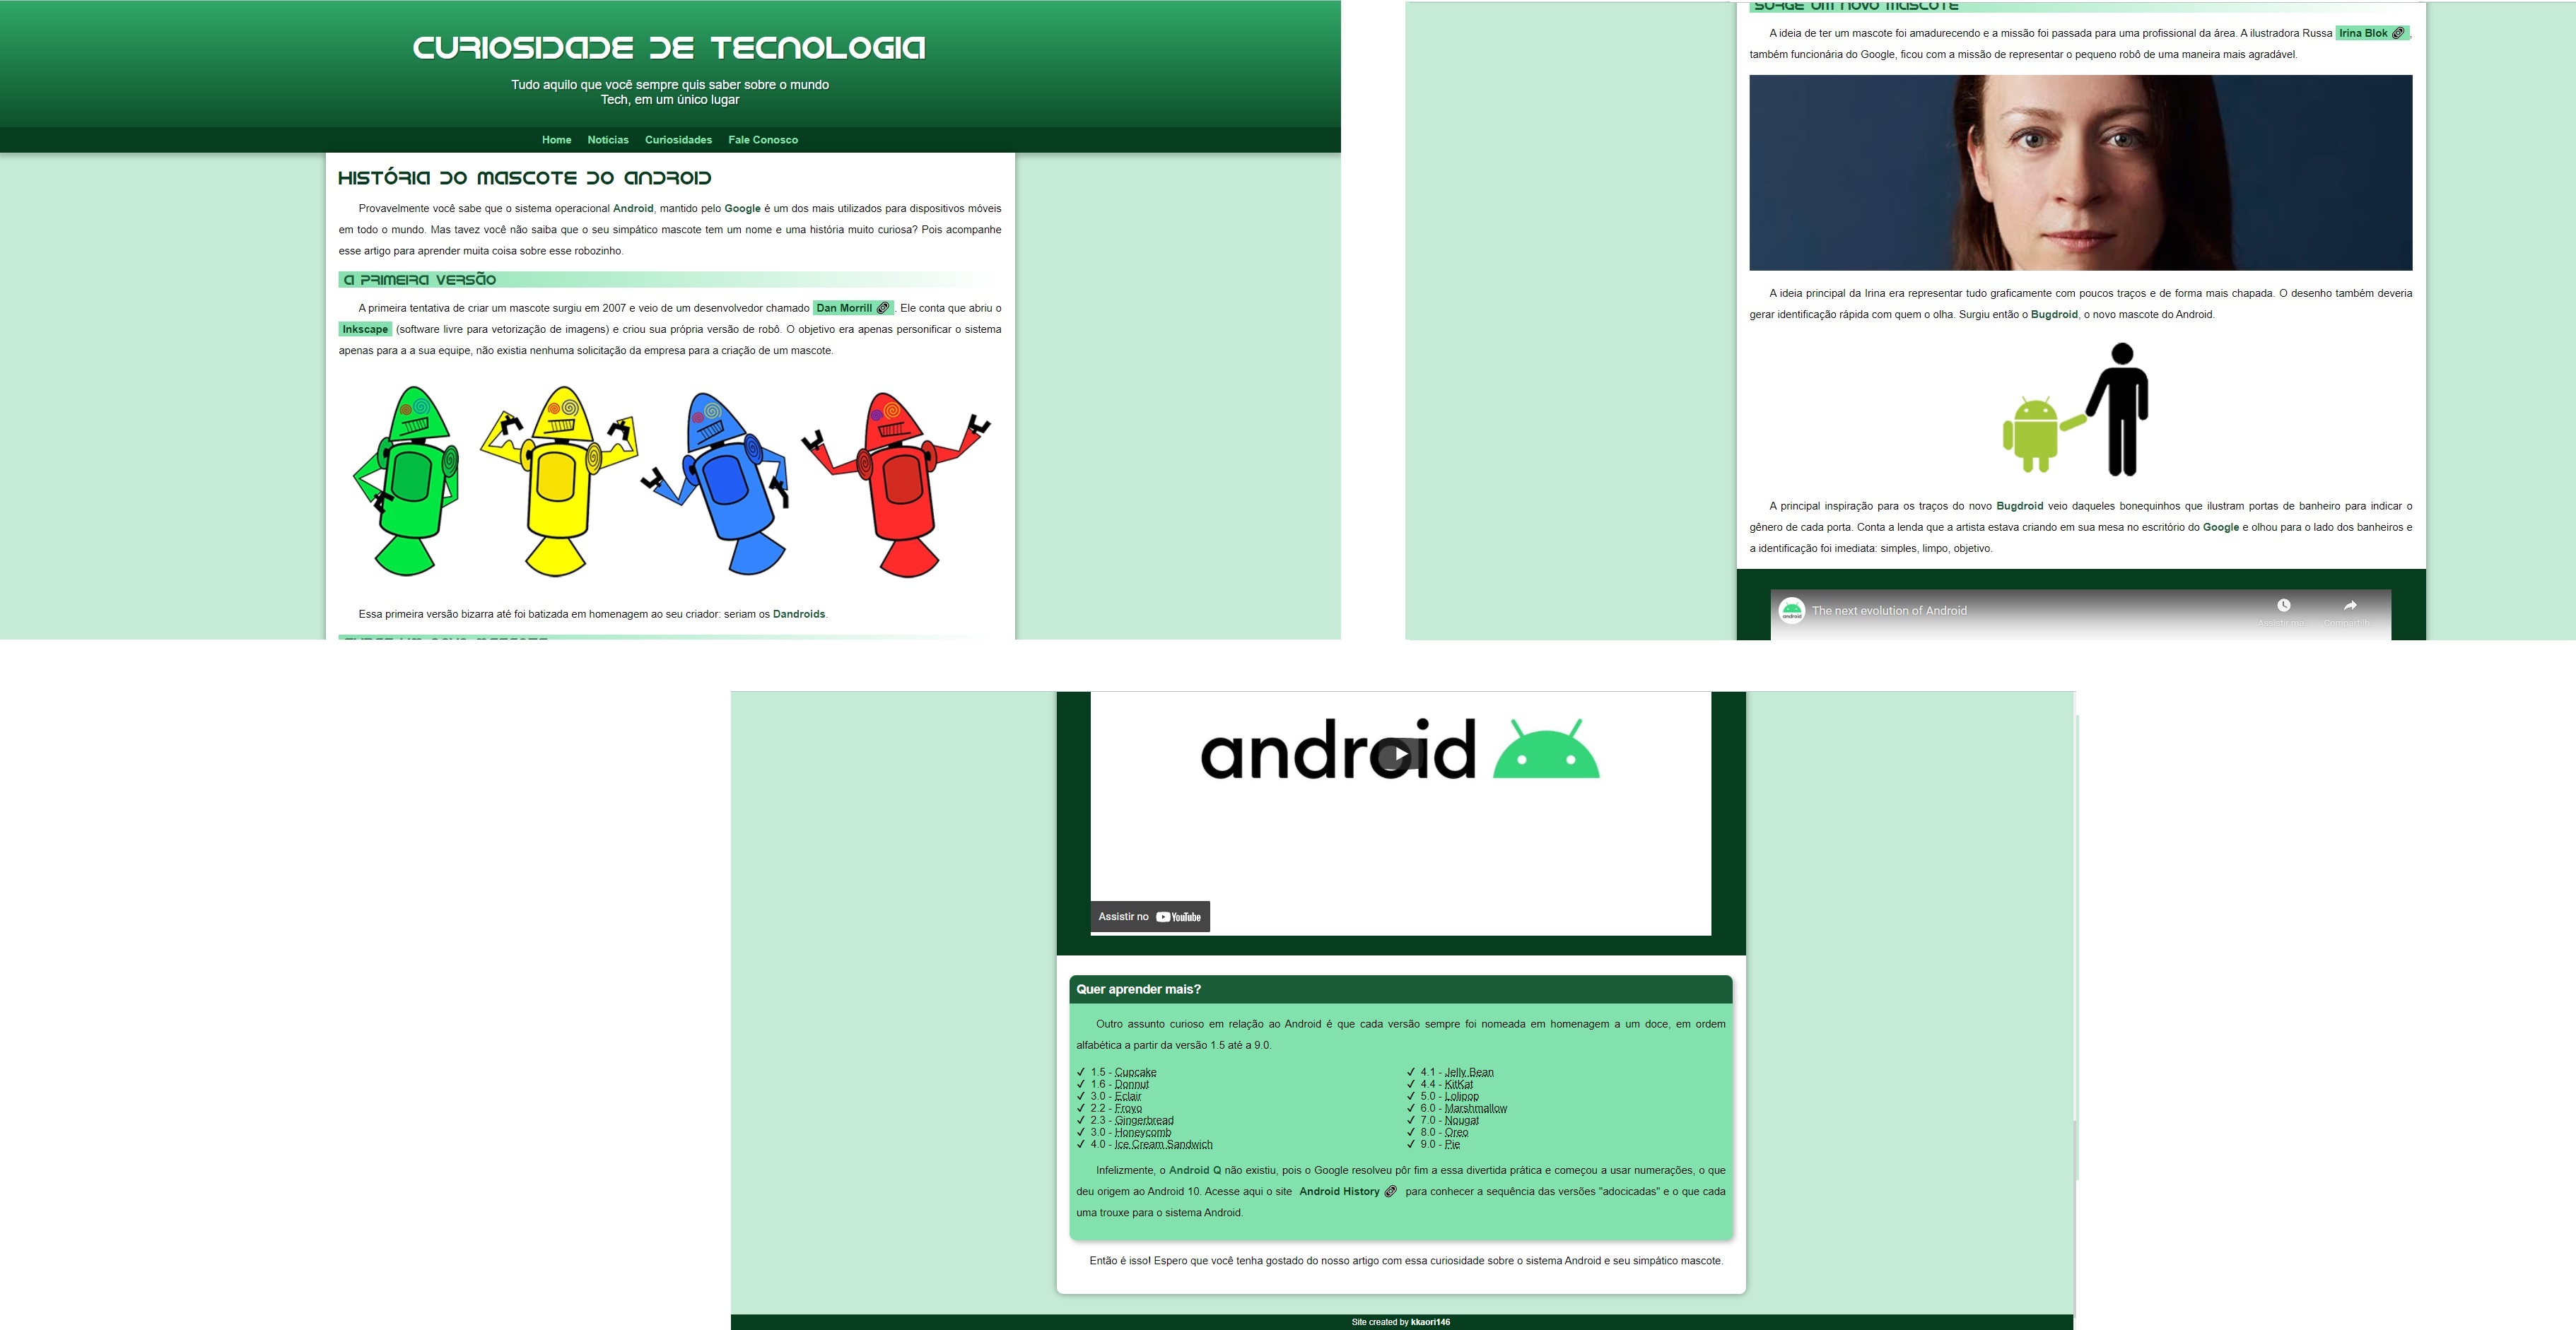 CURIOSIDADE DE TECNOLOGIA
Tudo aquilo que você sempre quis saber sobre o mundo
Tech, em um único lugar
Home Notícias Curiosidades Fale Conosco
HISTÓRIA DO MASCOTE DO ANDROID
Provavelmente você sabe que o sistema operacional Android, mantido pelo Google é um dos mais utilizados para dispositivos móveis
em todo o mundo. Mas tavez você não saiba que o seu simpático mascote tem um nome e uma história muito curiosa? Pois acompanhe
esse artigo para aprender muita coisa sobre esse robozinho.
A PRIMEIRA VERSÃO
A primeira tentativa de criar um mascote surgiu em 2007 e veio de um desenvolvedor chamado Dan Morrill. Ele conta que abriu o
Inkscape (software livre para vetorização de imagens) e criou sua própria versão de robô. O objetivo era apenas personificar o sistema
apenas para a a sua equipe, não existia nenhuma solicitação da empresa para a criação de um mascote.
Essa primeira versão bizarra até foi batizada em homenagem ao seu criador: seriam os Dandroids.
SURGE UM NOVO MASCOTE
A ideia de ter um mascote foi amadurecendo e a missão foi passada para uma profissional da área. A ilustradora Russa Irina Blok,
também funcionária do Google, ficou com a missão de representar o pequeno robô de uma maneira mais agradável.
A ideia principal da Irina era representar tudo graficamente com poucos traços e de forma mais chapada. O desenho também deveria
gerar identificação rápida com quem o olha. Surgiu então o Bugdroid, o novo mascote do Android.
A principal inspiração para os traços do novo Bugdroid veio daqueles bonequinhos que ilustram portas de banheiro para indicar o
gênero de cada porta. Conta a lenda que a artista estava criando em sua mesa no escritório do Google e olhou para o lado dos banheiros e
a identificação foi imediata: simples, limpo, objetivo.
android
The next evolution of Android
Assistir ma... Compartilh...
android
Assistir no YouTube
Quer aprender mais?
Outro assunto curioso em relação ao Android é que cada versão sempre foi nomeada em homenagem a um doce, em ordem
alfabética a partir da versão 1.5 até a 9.0.
✓ 1.5 - Cupcake
✓ 1.6 - Donnut
✓ 3.0 - Eclair
✓ 2.2 - Froyo
✓ 2.3 - Gingerbread
✓ 3.0 - Honeycomb
✓ 4.0 - Ice Cream Sandwich
✓ 4.1 - Jelly Bean
✓ 4.4 - KitKat
✓ 5.0 - Lolipop
✓ 6.0 - Marshmallow
✓ 7.0 - Nougat
✓ 8.0 - Oreo
✓ 9.0 - Pie
Infelizmente, o Android Q não existiu, pois o Google resolveu pôr fim a essa divertida prática e começou a usar numerações, o que
deu origem ao Android 10. Acesse aqui o site Android History para conhecer a sequência das versões "adocicadas" e o que cada
uma trouxe para o sistema Android.
Então é isso! Espero que você tenha gostado do nosso artigo com essa curiosidade sobre o sistema Android e seu simpático mascote.
Site created by kkaori146